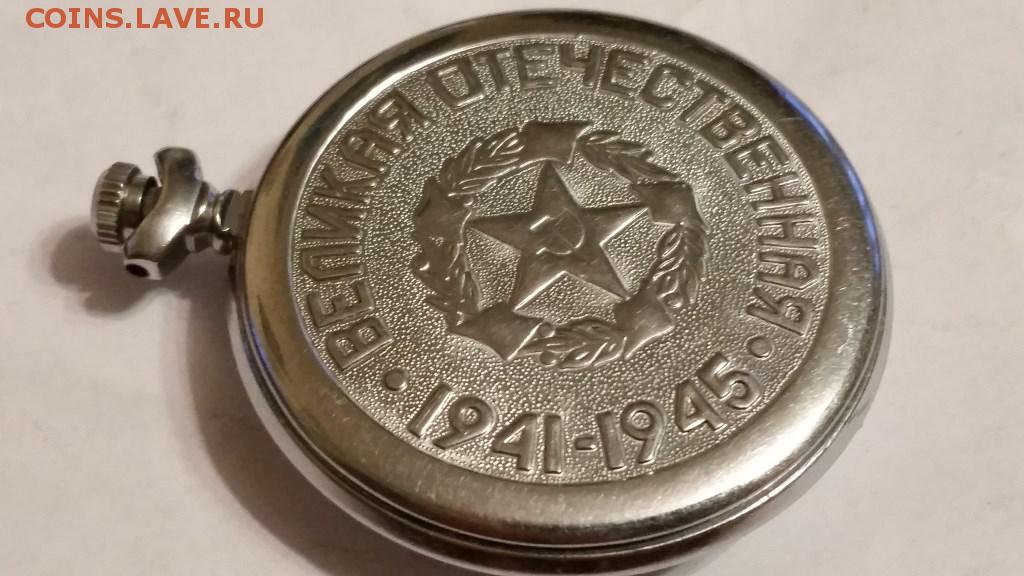 COINS.LAVE.RU
ВЕЛИКАЯ ОТЕЧЕСТВЕННАЯ
• 1941-1945 •